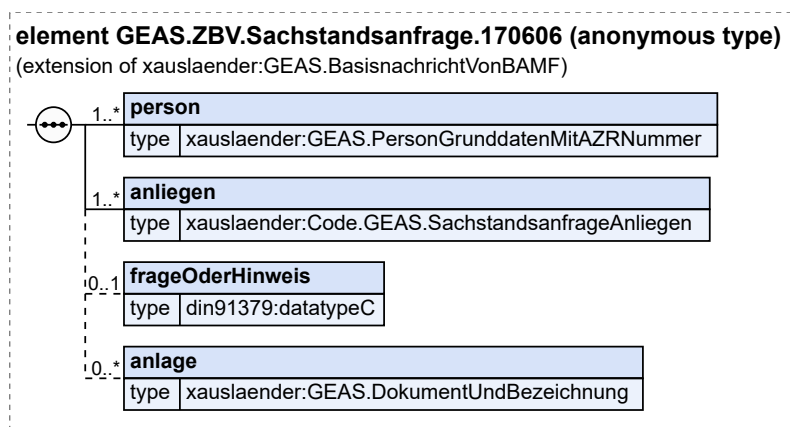 element GEAS.ZBV.Sachstandsanfrage.170606 (anonymous type)
(extension of xauslaender:GEAS.BasisnachrichtVonBAMF)
1..* person
type xauslaender:GEAS.PersonGrunddatenMitAZRNummer
1..* anliegen
type xauslaender:Code.GEAS.SachstandsanfrageAnliegen
0..1 frageOderHinweis
type din91379:datatypeC
0..* anlage
type xauslaender:GEAS.DokumentUndBezeichnung